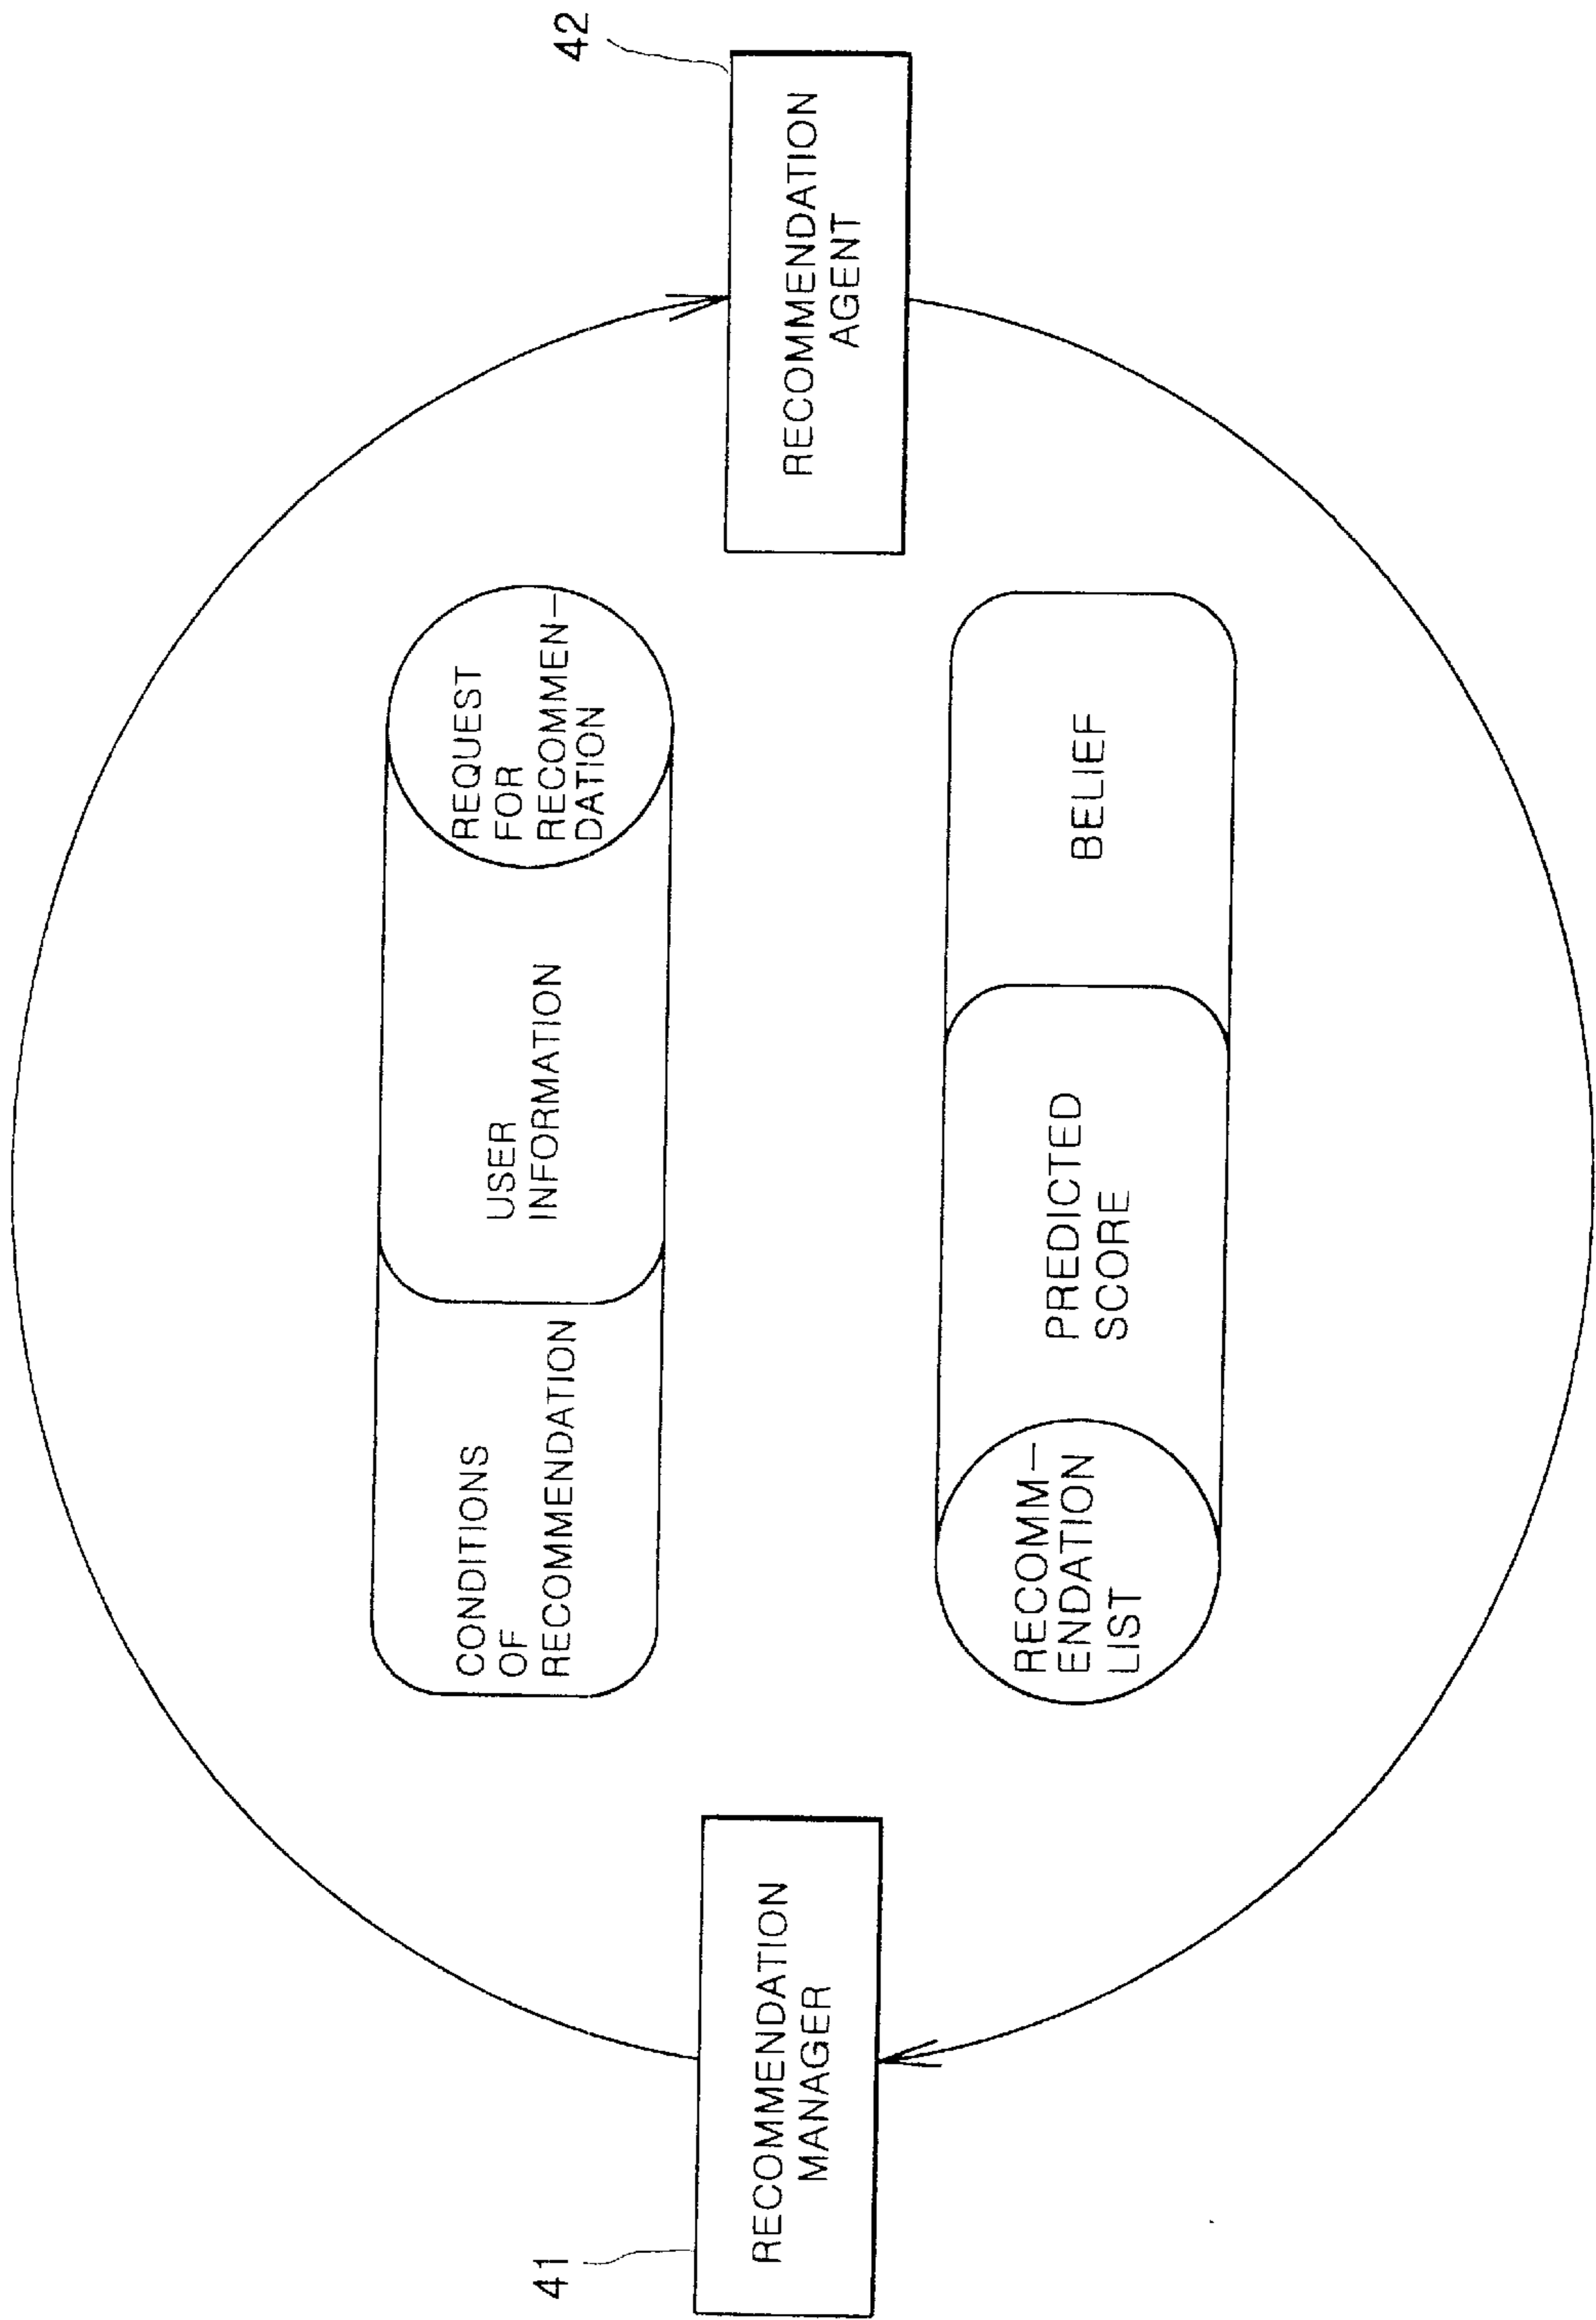 41
RECOMMENDATION
MANAGER
CONDITIONS
OF
RECOMMENDATION
USER
INFORMATION
REQUEST
FOR
RECOMMEN–
DATION
RECOMM–
ENDATION
LIST
PREDICTED
SCORE
BELIEF
42
RECOMMENDATION
AGENT